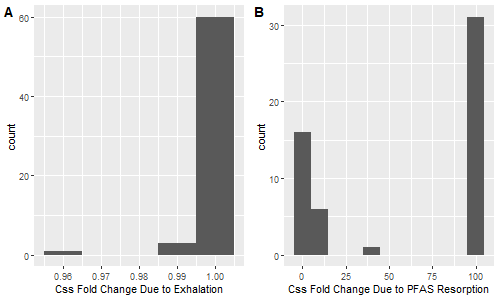 A
60
40
20
0
count
0.96 0.97 0.98 0.99 1.00
Css Fold Change Due to Exhalation
B
30
20
10
0
count
0 25 50 75 100
Css Fold Change Due to PFAS Resorption